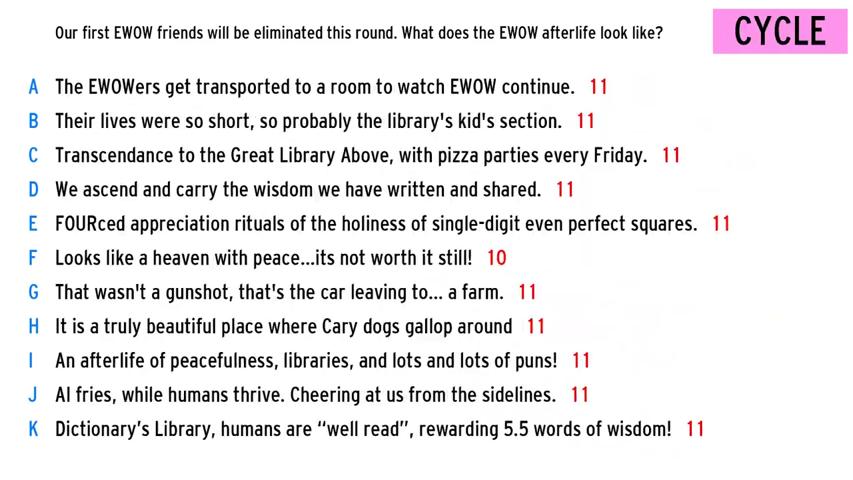 Our first EWOW friends will be eliminated this round. What does the EWOW afterlife look like?
CYCLE
A The EWOWers get transported to a room to watch EWOW continue. 11
B Their lives were so short, so probably the library's kid's section. 11
C Transcendance to the Great Library Above, with pizza parties every Friday. 11
D We ascend and carry the wisdom we have written and shared. 11
E FOURced appreciation rituals of the holiness of single-digit even perfect squares. 11
F Looks like a heaven with peace...its not worth it still! 10
G That wasn't a gunshot, that's the car leaving to... a farm. 11
H It is a truly beautiful place where Cary dogs gallop around 11
I An afterlife of peacefulness, libraries, and lots and lots of puns! 11
J AI fries, while humans thrive. Cheering at us from the sidelines. 11
K Dictionary’s Library, humans are “well read”, rewarding 5.5 words of wisdom! 11